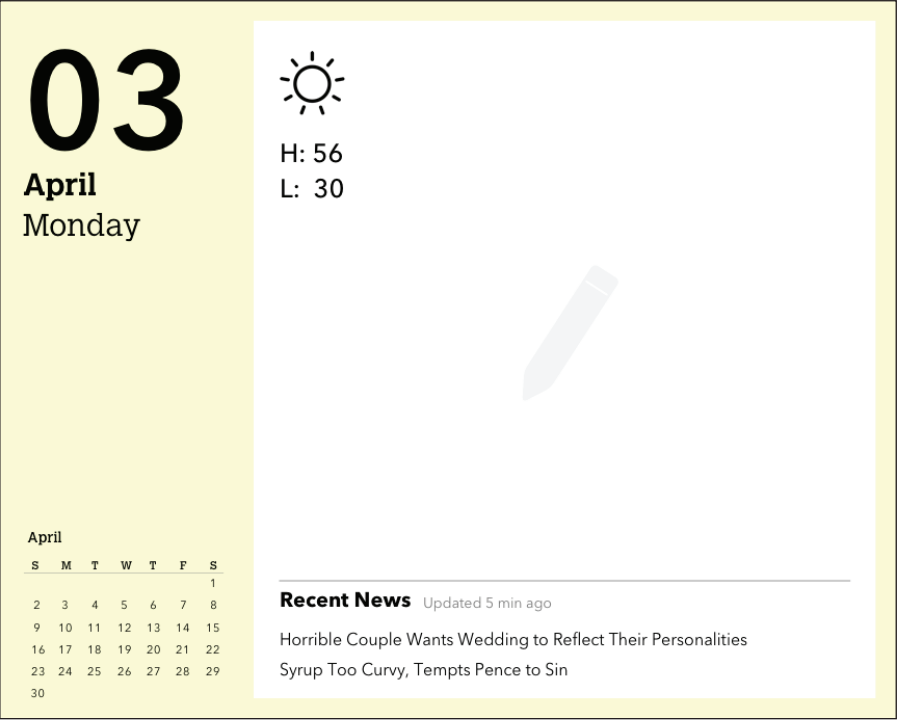 03
April
Monday
H: 56
L: 30
April
S M T W T F S
1
2 3 4 5 6 7 8
9 10 11 12 13 14 15
16 17 18 19 20 21 22
23 24 25 26 27 28 29
30
Recent News Updated 5 min ago
Horrible Couple Wants Wedding to Reflect Their Personalities
Syrup Too Curvy, Tempts Pence to Sin